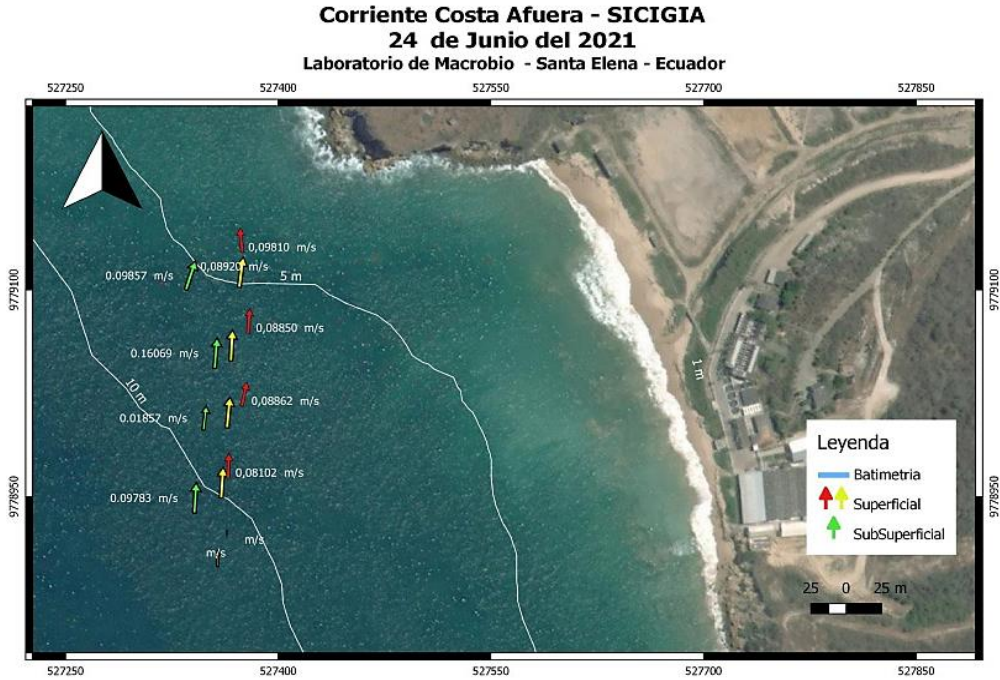 Corriente Costa Afuera - SICIGIA
24 de Junio del 2021
Laboratorio de Macrobio - Santa Elena - Ecuador
527250 527400 527550 527700 527850
0,09810 m/s
0.09857 m/s 0,08920 m/s
5 m
9779100 9779100
0,08850 m/s
0.16069 m/s
1 m
10 m
0,08862 m/s
0.01857 m/s
Leyenda
Batimetria
0,08102 m/s
0.09783 m/s
9778950 9778950
Superficial
SubSuperficial
m/s
m/s
25 0 25 m
527250 527400 527550 527700 527850